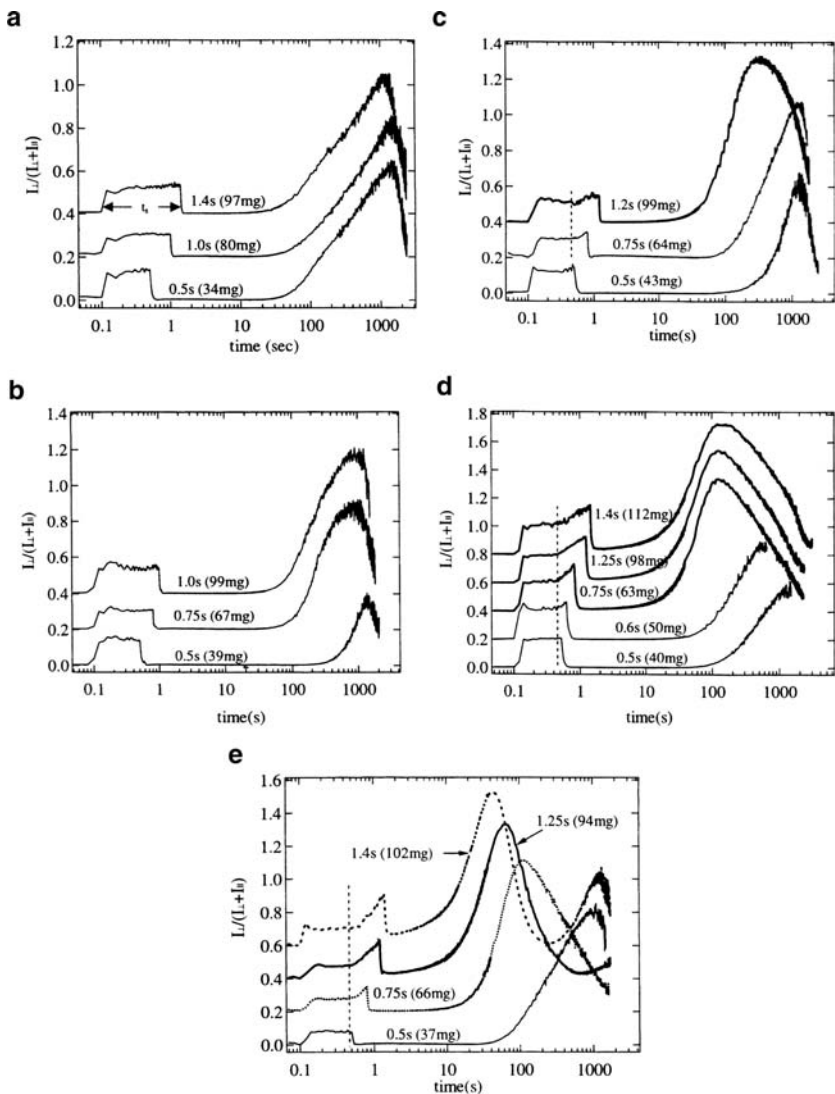 a
I⊥/(I⊥+I∥)
1.2
1.0
0.8
0.6
0.4
0.2
0.0
1.4s (97mg)
1.0s (80mg)
0.5s (34mg)
0.1 1 10 100 1000
time (sec)
c
I⊥/(I⊥+I∥)
1.4
1.2
1.0
0.8
0.6
0.4
0.2
0.0
1.2s (99mg)
0.75s (64mg)
0.5s (43mg)
0.1 1 10 100 1000
time(s)
b
I⊥/(I⊥+I∥)
1.4
1.2
1.0
0.8
0.6
0.4
0.2
0.0
1.0s (99mg)
0.75s (67mg)
0.5s (39mg)
0.1 1 10 100 1000
time(s)
d
I⊥/(I⊥+I∥)
1.8
1.6
1.4
1.2
1.0
0.8
0.6
0.4
0.2
0.0
1.4s (112mg)
1.25s (98mg)
0.75s (63mg)
0.6s (50mg)
0.5s (40mg)
0.1 1 10 100 1000
time(s)
e
I⊥/(I⊥+I∥)
1.6
1.4
1.2
1.0
0.8
0.6
0.4
0.2
0.0
1.25s (94mg)
1.4s (102mg)
0.75s (66mg)
0.5s (37mg)
0.1 1 10 100 1000
time(s)